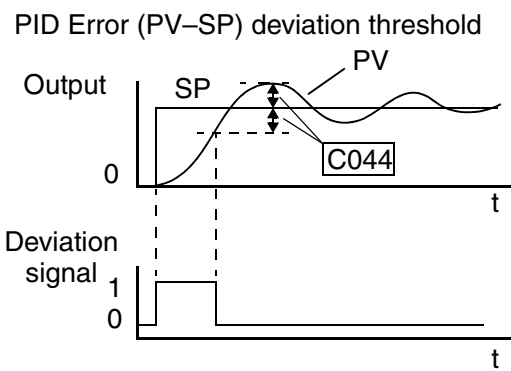 PID Error (PV–SP) deviation threshold
PV
Output
SP
C044
0
t
Deviation
signal
1
0
t